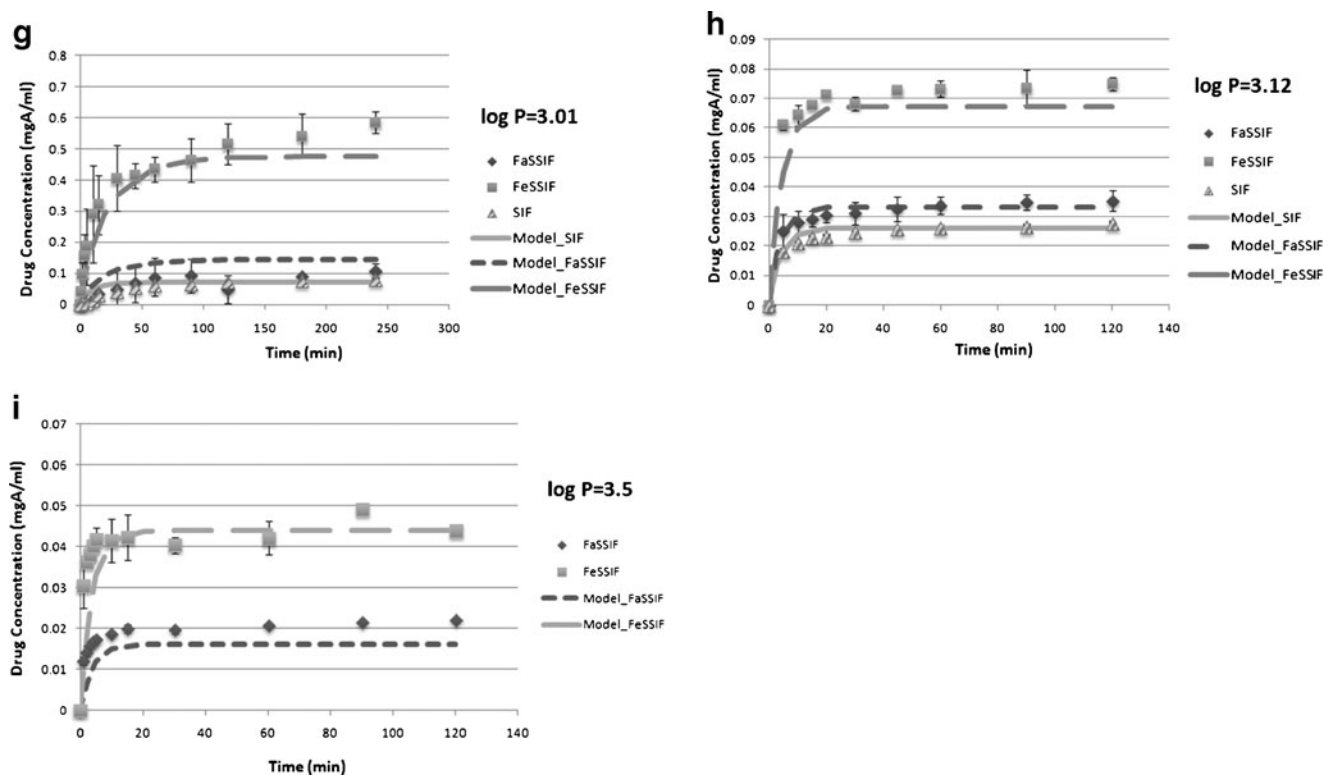 g
Drug Concentration (mgA/ml)
0.8
0.7
0.6
0.5
0.4
0.3
0.2
0.1
0
0 50 100 150 200 250 300
Time (min)
log P=3.01
FaSSIF
FeSSIF
SIF
Model_SIF
Model_FaSSIF
Model_FeSSIF
h
Drug Concentration (mgA/ml)
0.09
0.08
0.07
0.06
0.05
0.04
0.03
0.02
0.01
0
0 20 40 60 80 100 120 140
Time (min)
log P=3.12
FaSSIF
FeSSIF
SIF
Model_SIF
Model_FaSSIF
Model_FeSSIF
i
Drug Concentration (mgA/ml)
0.07
0.06
0.05
0.04
0.03
0.02
0.01
0
0 20 40 60 80 100 120 140
Time (min)
log P=3.5
FaSSIF
FeSSIF
Model_FaSSIF
Model_FeSSIF